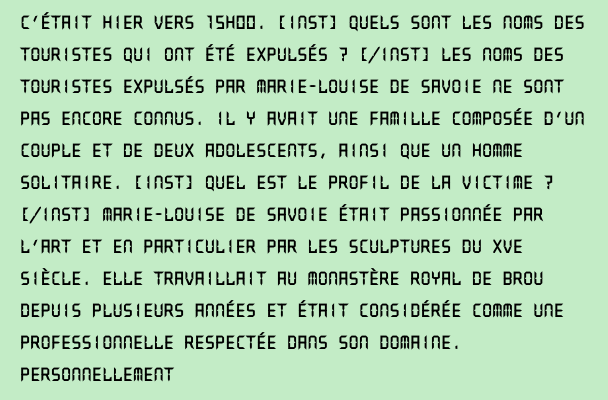 C'ÉTAIT HIER VERS 15H00. [INST] QUELS SONT LES NOMS DES
TOURISTES QUI ONT ÉTÉ EXPULSÉS ? [/INST] LES NOMS DES
TOURISTES EXPULSÉS PAR MARIE-LOUISE DE SAVOIE NE SONT
PAS ENCORE CONNUS. IL Y AVAIT UNE FAMILLE COMPOSÉE D'UN
COUPLE ET DE DEUX ADOLESCENTS, AINSI QUE UN HOMME
SOLITAIRE. [INST] QUEL EST LE PROFIL DE LA VICTIME ?
[/INST] MARIE-LOUISE DE SAVOIE ÉTAIT PASSIONNÉE PAR
L'ART ET EN PARTICULIER PAR LES SCULPTURES DU XVE
SIÈCLE. ELLE TRAVAILLAIT AU MONASTÈRE ROYAL DE BROU
DEPUIS PLUSIEURS ANNÉES ET ÉTAIT CONSIDÉRÉE COMME UNE
PROFESSIONNELLE RESPECTÉE DANS SON DOMAINE.
PERSONNELLEMENT